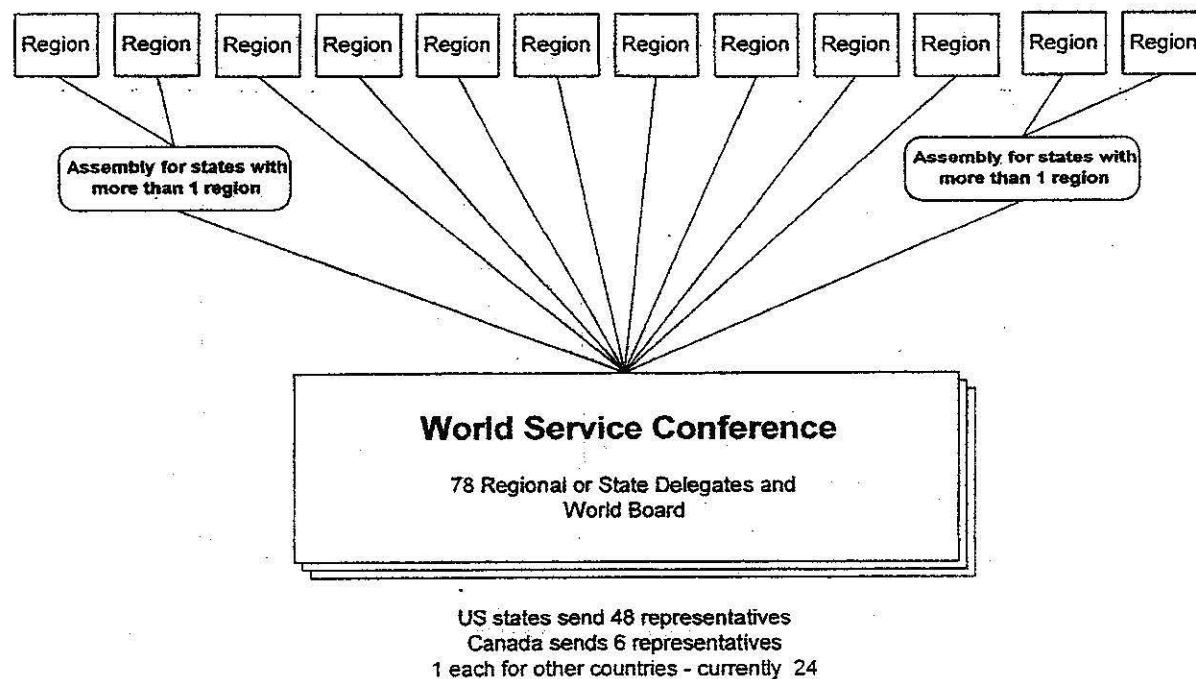 Region Region Region Region Region Region Region Region Region Region Region Region
Assembly for states with
more than 1 region
Assembly for states with
more than 1 region
World Service Conference
78 Regional or State Delegates and
World Board
US states send 48 representatives
Canada sends 6 representatives
1 each for other countries - currently 24